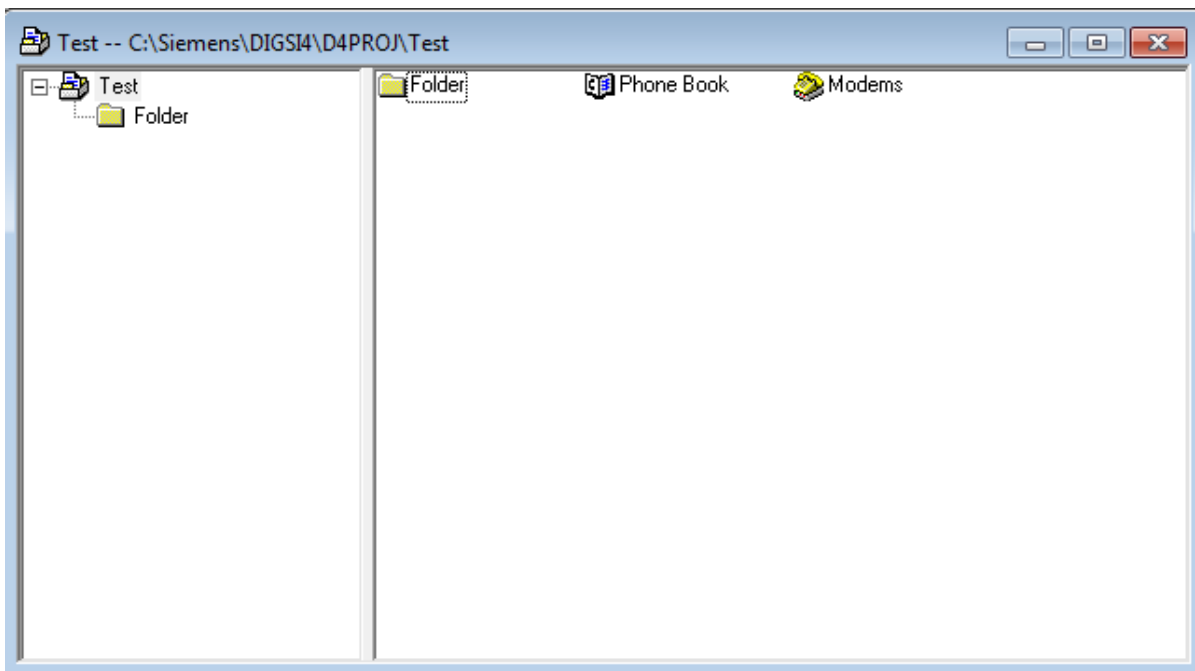 Test -- C:\Siemens\DIGSI4\D4PROJ\Test
Test
Folder
Folder
Phone Book
Modems